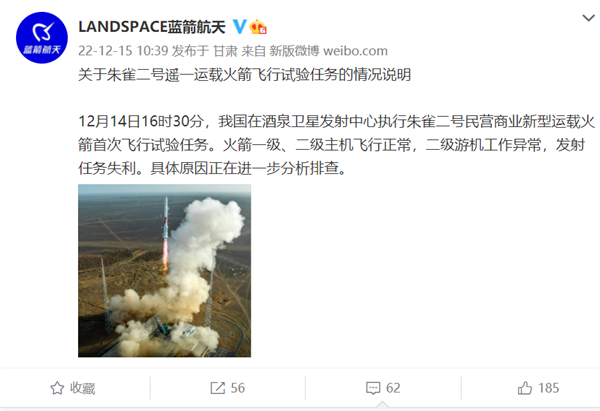 LANDSPACE蓝箭航天
蓝箭航天
22-12-15 10:39 发布于 甘肃 来自 新版微博 weibo.com
关于朱雀二号遥一运载火箭飞行试验任务的情况说明
12月14日16时30分，我国在酒泉卫星发射中心执行朱雀二号民营商业新型运载火
箭首次飞行试验任务。火箭一级、二级主机飞行正常，二级游机工作异常，发射
任务失利。具体原因正在进一步分析排查。
收藏
56
62
185